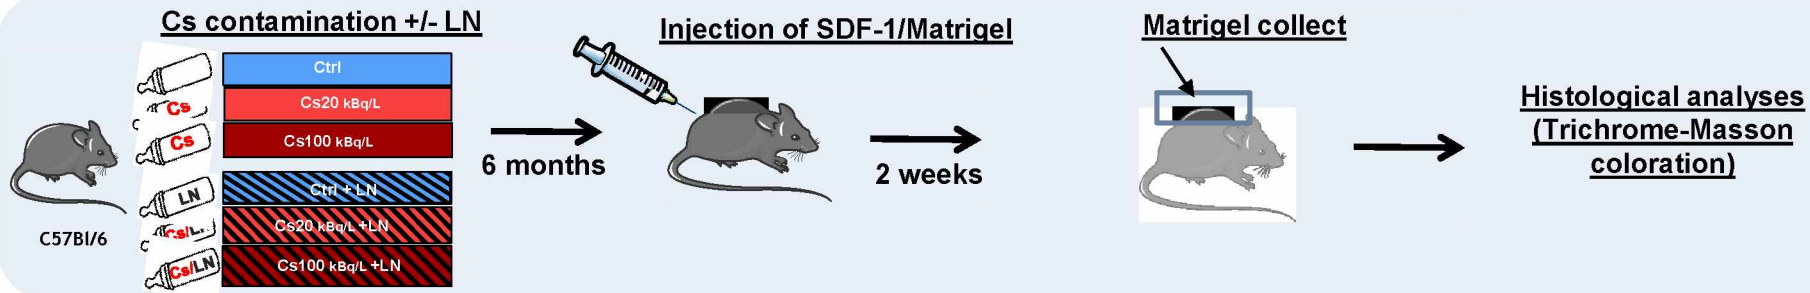 Cs contamination +/- LN
Injection of SDF-1/Matrigel
Matrigel collect
Ctrl
Cs
Cs20 kBq/L
Cs
Cs100 kBq/L
6 months
2 weeks
Histological analyses
(Trichrome-Masson
coloration)
LN
Ctrl + LN
Cs/L
Cs20 kBq/L +LN
Cs/LN
Cs100 kBq/L +LN
C57Bl/6